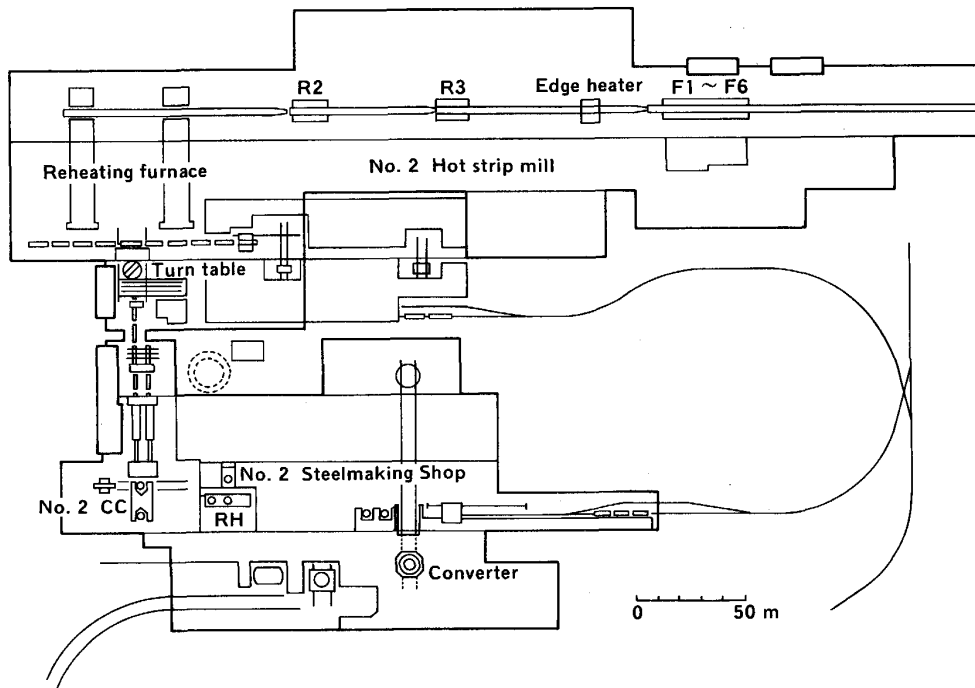 R2
R3
Edge heater
F1 ~ F6
Reheating furnace
No. 2 Hot strip mill
Turn table
No. 2 Steelmaking Shop
No. 2 CC
RH
Converter
0
50 m